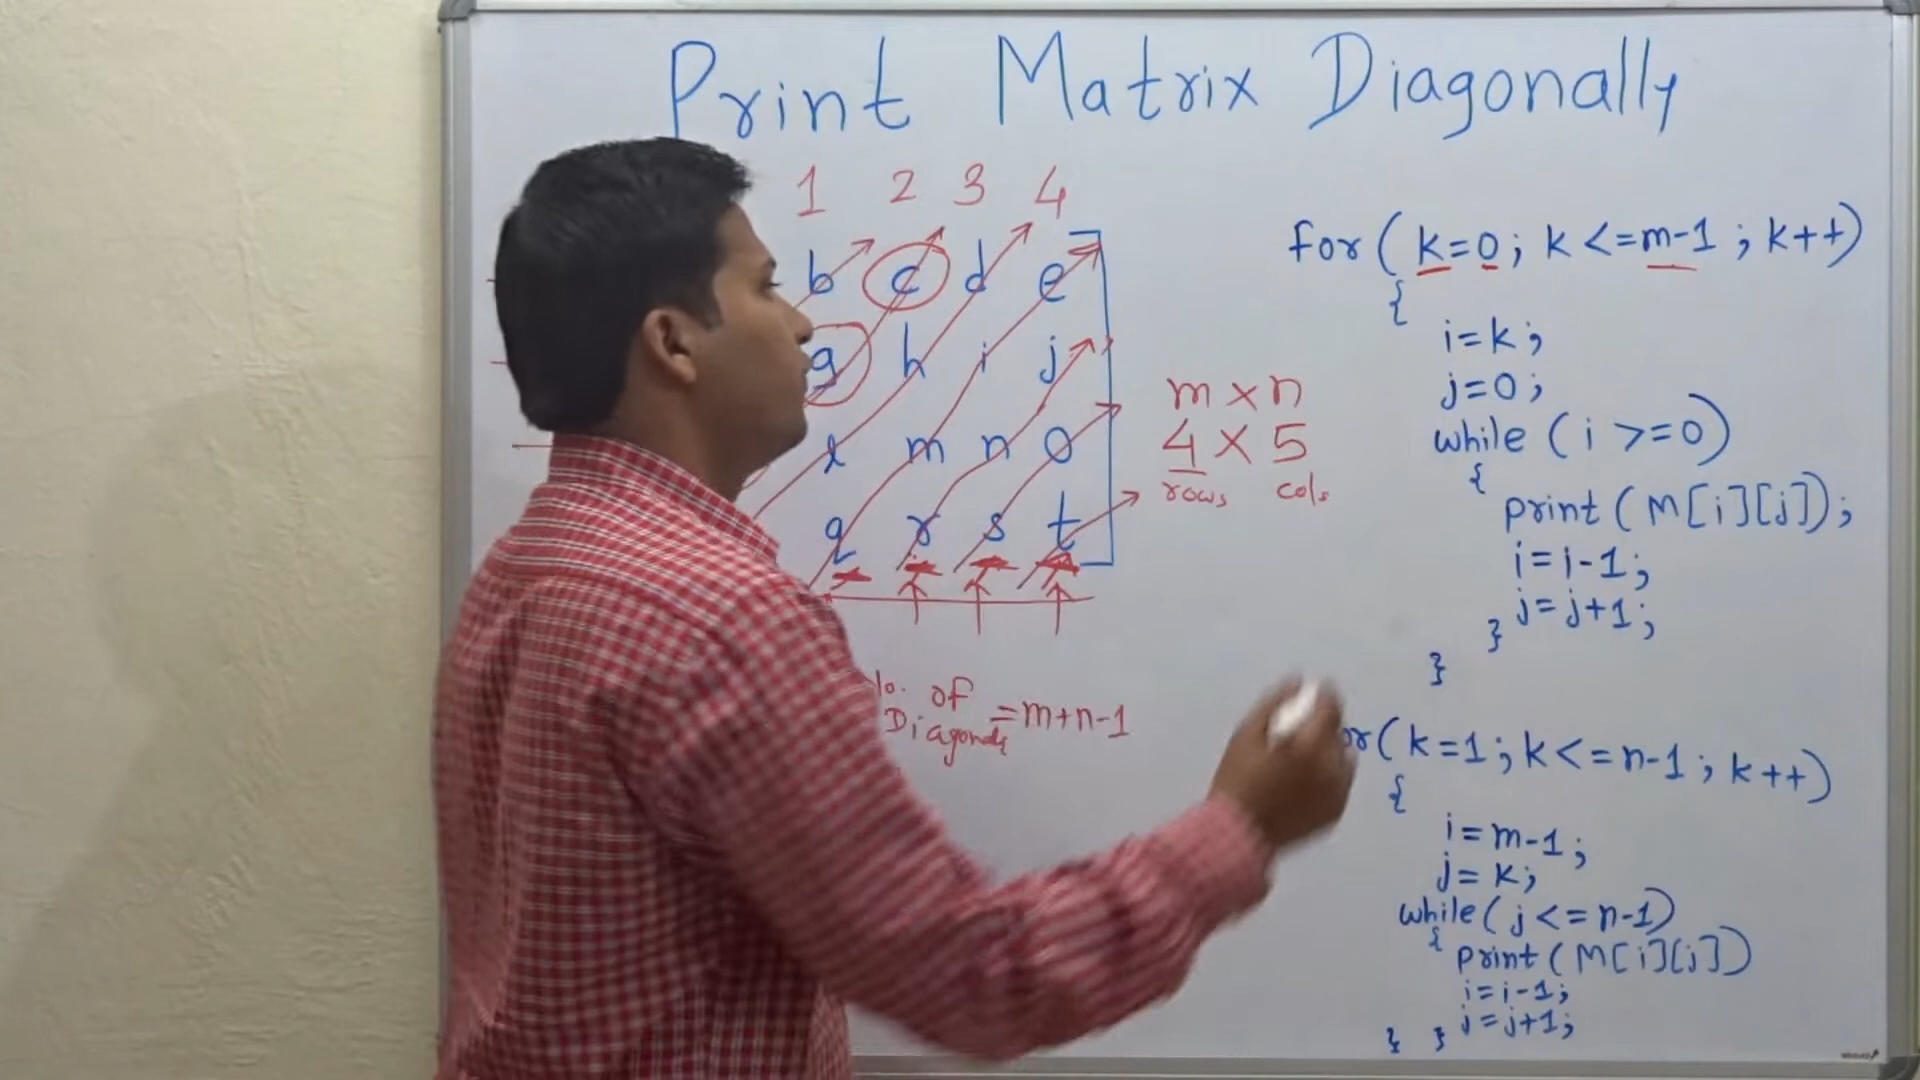 Print Matrix Diagonally
1 2 3 4
b c d e
g h i j
l m n o
q r s t
m x n
4 x 5
rows cols
of
Diagonals = m+n-1
for ( k=0; k <=m-1 ; k++)
{
i=k;
j=0;
while ( i >=0)
{
print ( M[i][j]);
i=i-1;
j=j+1;
}
}
or( k=1; k<=n-1; k++)
{
i=m-1;
j=k;
while( j<=n-1)
{
print( M[i][j])
i=i-1;
j=j+1;
} }